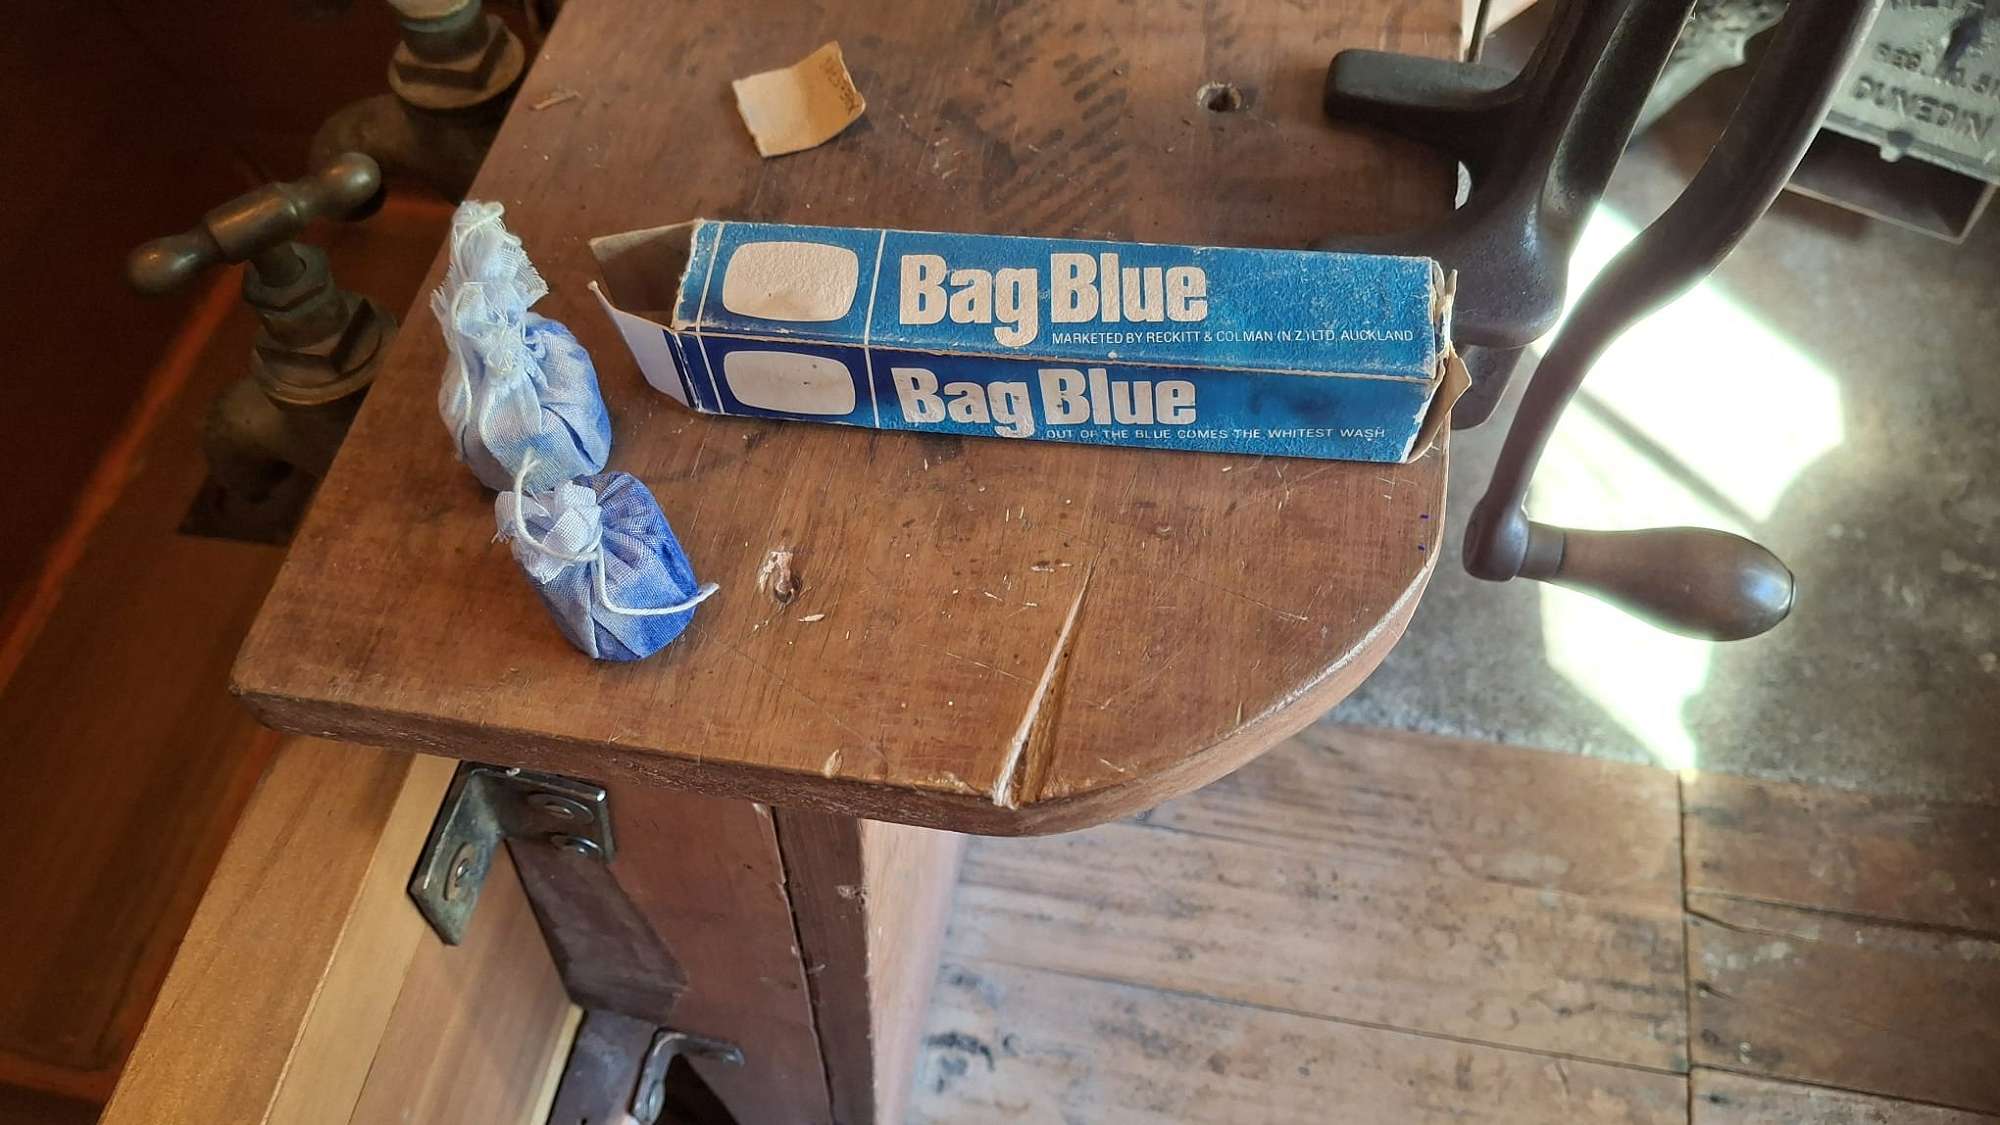 Bag Blue
MARKETED BY RECKITT & COLMAN (N.Z.) LTD. AUCKLAND
Bag Blue
OUT OF THE BLUE COMES THE WHITEST WASH
DUNEDIN